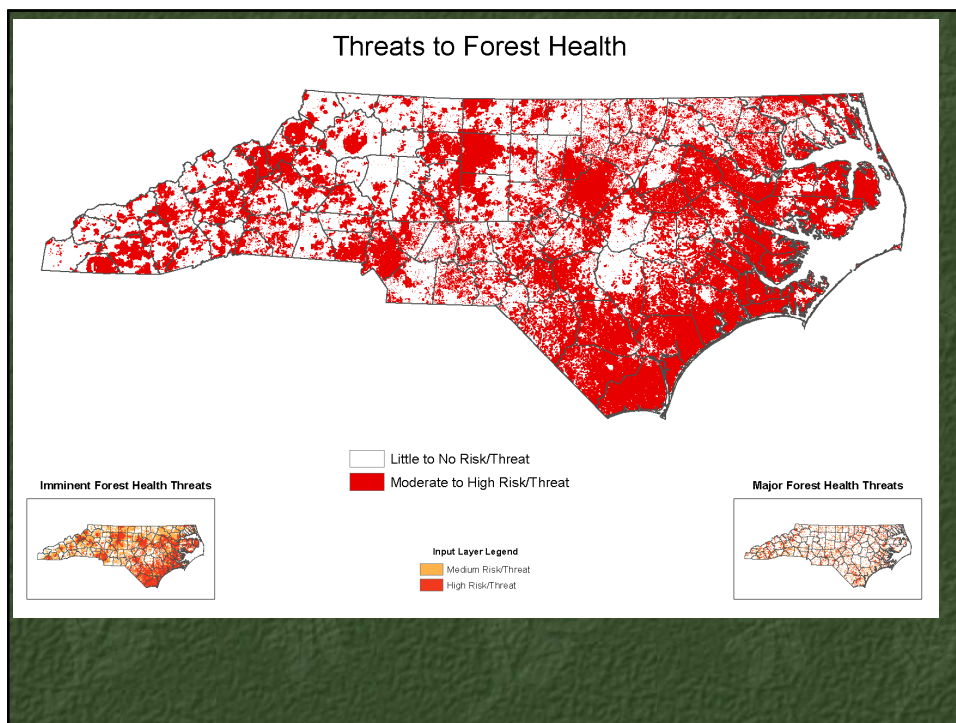 Threats to Forest Health
Little to No Risk/Threat
Moderate to High Risk/Threat
Imminent Forest Health Threats
Major Forest Health Threats
Input Layer Legend
Medium Risk/Threat
High Risk/Threat